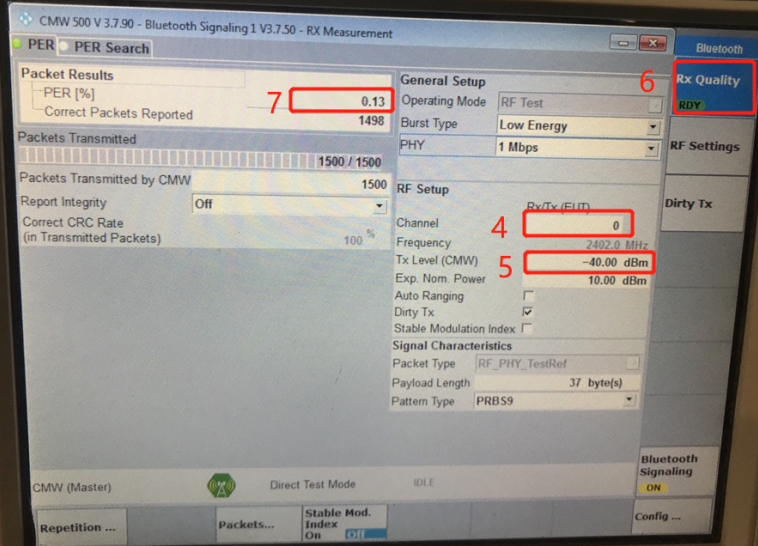 CMW 500 V 3.7.90 - Bluetooth Signaling 1 V3.7.50 - RX Measurement
PER PER Search
Packet Results
PER [%] 7 0.13
Correct Packets Reported 1498
Packets Transmitted
1500 / 1500
Packets Transmitted by CMW 1500
Report Integrity Off
Correct CRC Rate
(in Transmitted Packets) 100 %
General Setup
Operating Mode RF Test
Burst Type Low Energy
PHY 1 Mbps
RF Setup
Rx/Tx (EUT)
Channel 4 0
Frequency 2402.0 MHz
Tx Level (CMW) 5 -40.00 dBm
Exp. Nom. Power 10.00 dBm
Auto Ranging
Dirty Tx
Stable Modulation Index
Signal Characteristics
Packet Type RF_PHY_TestRef
Payload Length 37 byte(s)
Pattern Type PRBS9
Bluetooth
6 Rx Quality
RDY
RF Settings
Dirty Tx
Bluetooth
Signaling
ON
Config ...
CMW (Master) Direct Test Mode IDLE
Repetition ...
Packets...
Stable Mod.
Index
On Off